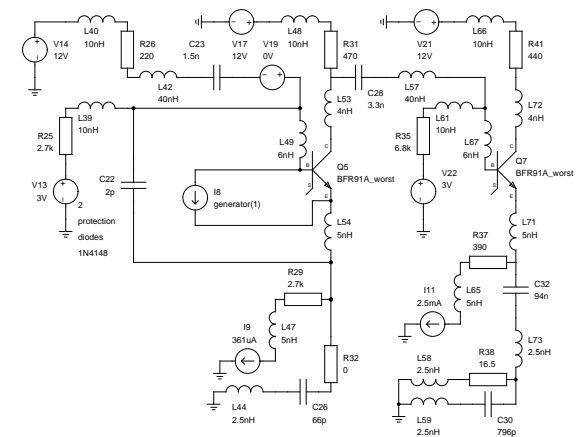 L40
10nH
V14
12V
R26
220
L42
40nH
C23
1.5n
V17
12V
V19
0V
L48
10nH
R31
470
C28
3.3n
L57
40nH
V21
12V
L66
10nH
R41
440
L39
10nH
R25
2.7k
V13
3V
2
protection
diodes
1N4148
C22
2p
L49
6nH
L53
4nH
I8
generator(1)
B
C
S
E
Q5
BFR91A_worst
L54
5nH
R35
6.8k
L61
10nH
L67
6nH
V22
3V
L72
4nH
B
C
S
E
Q7
BFR91A_worst
L71
5nH
R29
2.7k
I9
361uA
L47
5nH
R32
0
L44
2.5nH
C26
66p
R37
390
I11
2.5mA
L65
5nH
C32
94n
L73
2.5nH
L58
2.5nH
R38
16.5
L59
2.5nH
C30
796p